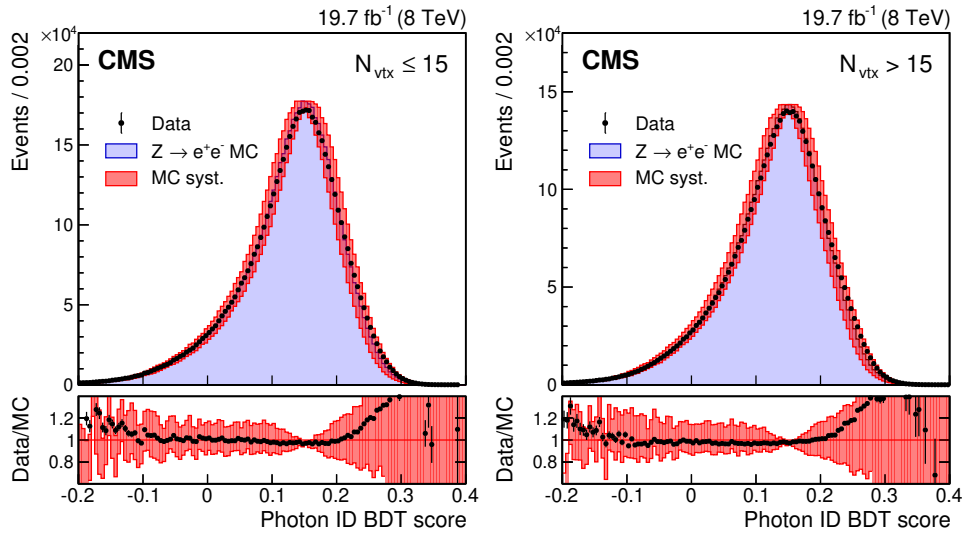 19.7 fb⁻¹ (8 TeV)
×10⁴
CMS
N_vtx ≤ 15
Events / 0.002
20
15
10
5
0
Data
Z → e⁺e⁻ MC
MC syst.
Data/MC
1.2
1
0.8
-0.2 -0.1 0 0.1 0.2 0.3 0.4
Photon ID BDT score
19.7 fb⁻¹ (8 TeV)
×10⁴
CMS
N_vtx > 15
Events / 0.002
15
10
5
0
Data
Z → e⁺e⁻ MC
MC syst.
Data/MC
1.2
1
0.8
-0.2 -0.1 0 0.1 0.2 0.3 0.4
Photon ID BDT score